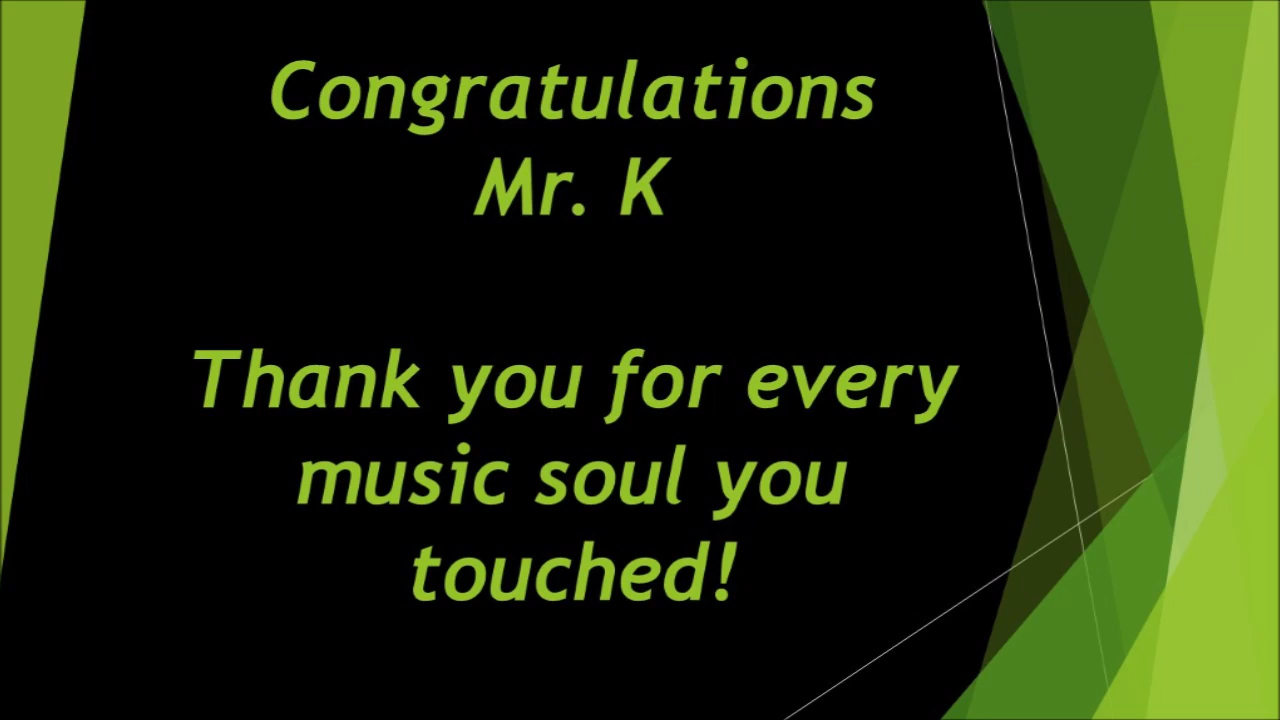 Congratulations
Mr. K
Thank you for every
music soul you
touched!